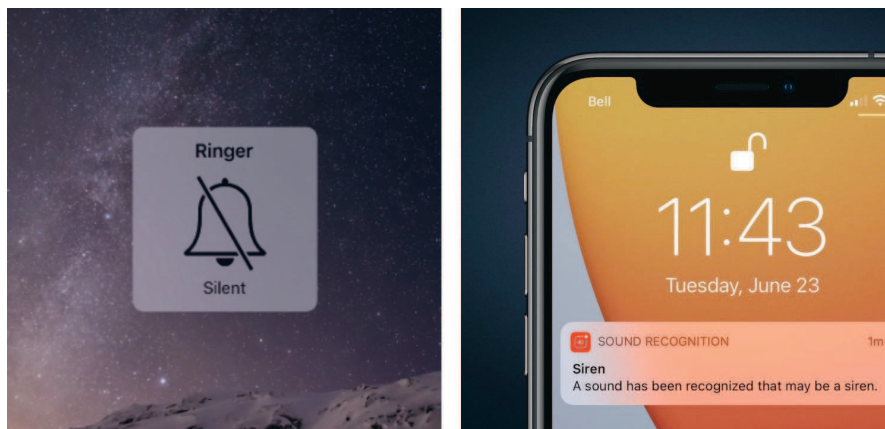 Ringer
Silent
Bell
11:43
Tuesday, June 23
SOUND RECOGNITION 1m
Siren
A sound has been recognized that may be a siren.